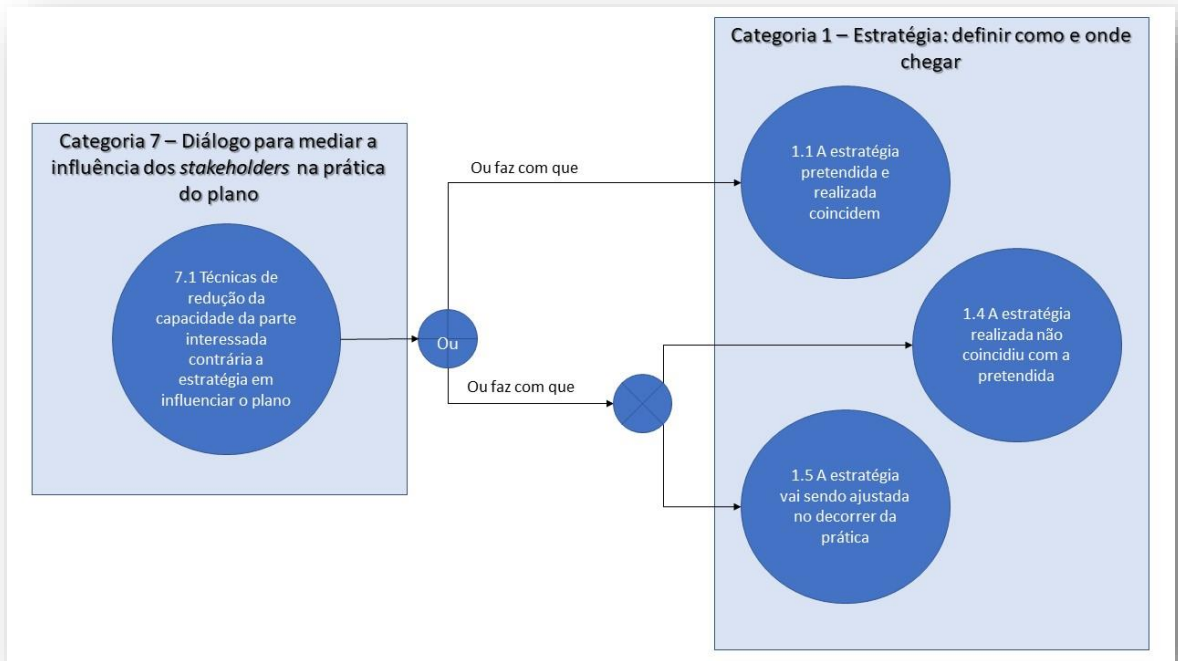 Categoria 7 – Diálogo para mediar a
influência dos stakeholders na prática
do plano
7.1 Técnicas de
redução da
capacidade da parte
interessada
contrária a
estratégia em
influenciar o plano
Ou
Ou faz com que
Ou faz com que
Categoria 1 – Estratégia: definir como e onde
chegar
1.1 A estratégia
pretendida e
realizada
coincidem
1.4 A estratégia
realizada não
coincidiu com a
pretendida
1.5 A estratégia
vai sendo ajustada
no decorrer da
prática